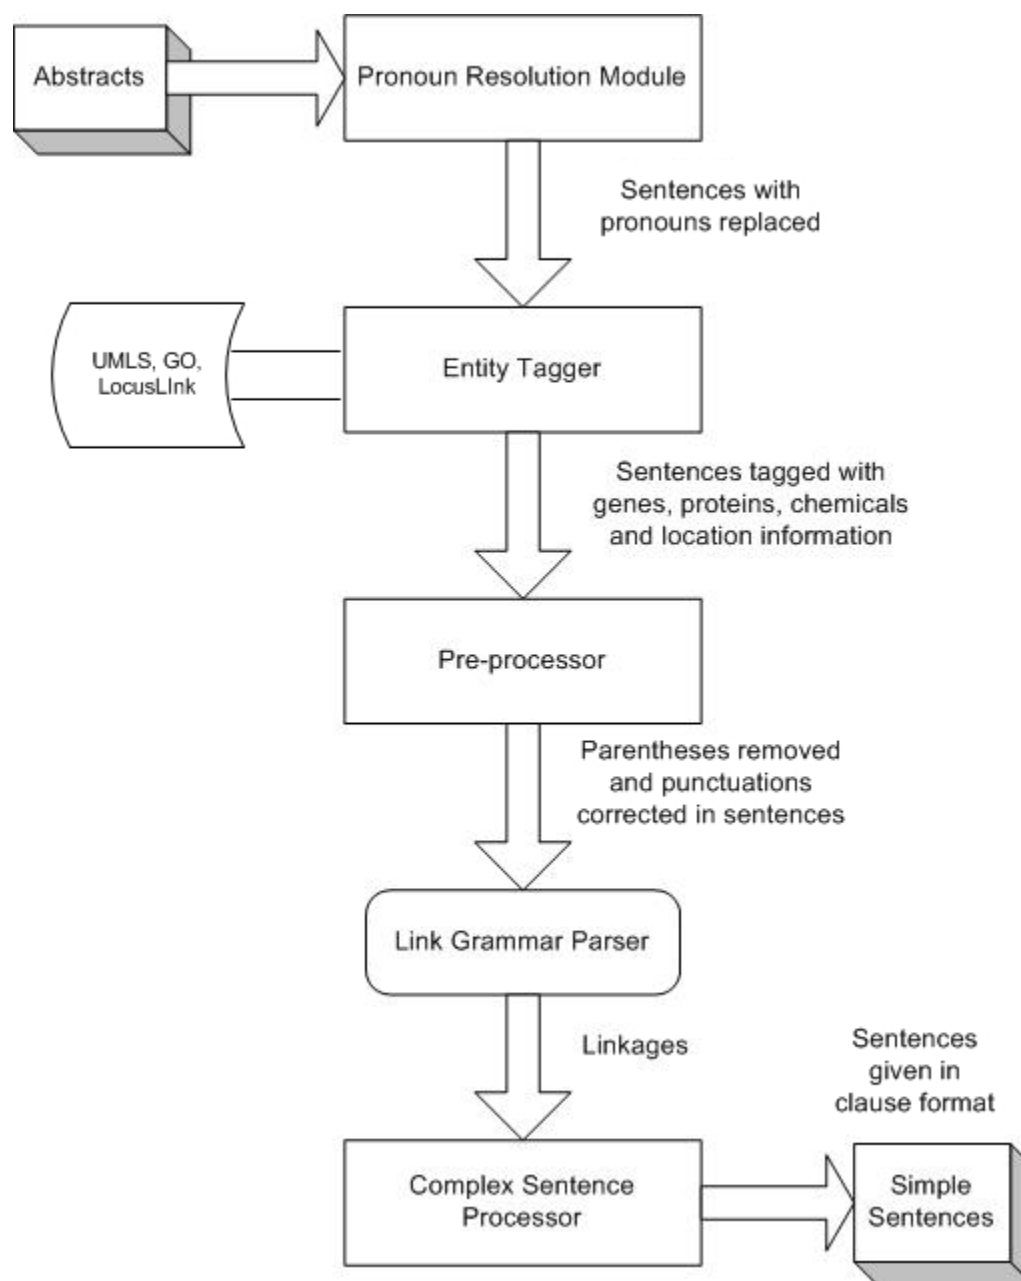 Abstracts
Pronoun Resolution Module
Sentences with
pronouns replaced
UMLS, GO,
LocusLInk
Entity Tagger
Sentences tagged with
genes, proteins, chemicals
and location information
Pre-processor
Parentheses removed
and punctuations
corrected in sentences
Link Grammar Parser
Linkages
Sentences
given in
clause format
Complex Sentence
Processor
Simple
Sentences